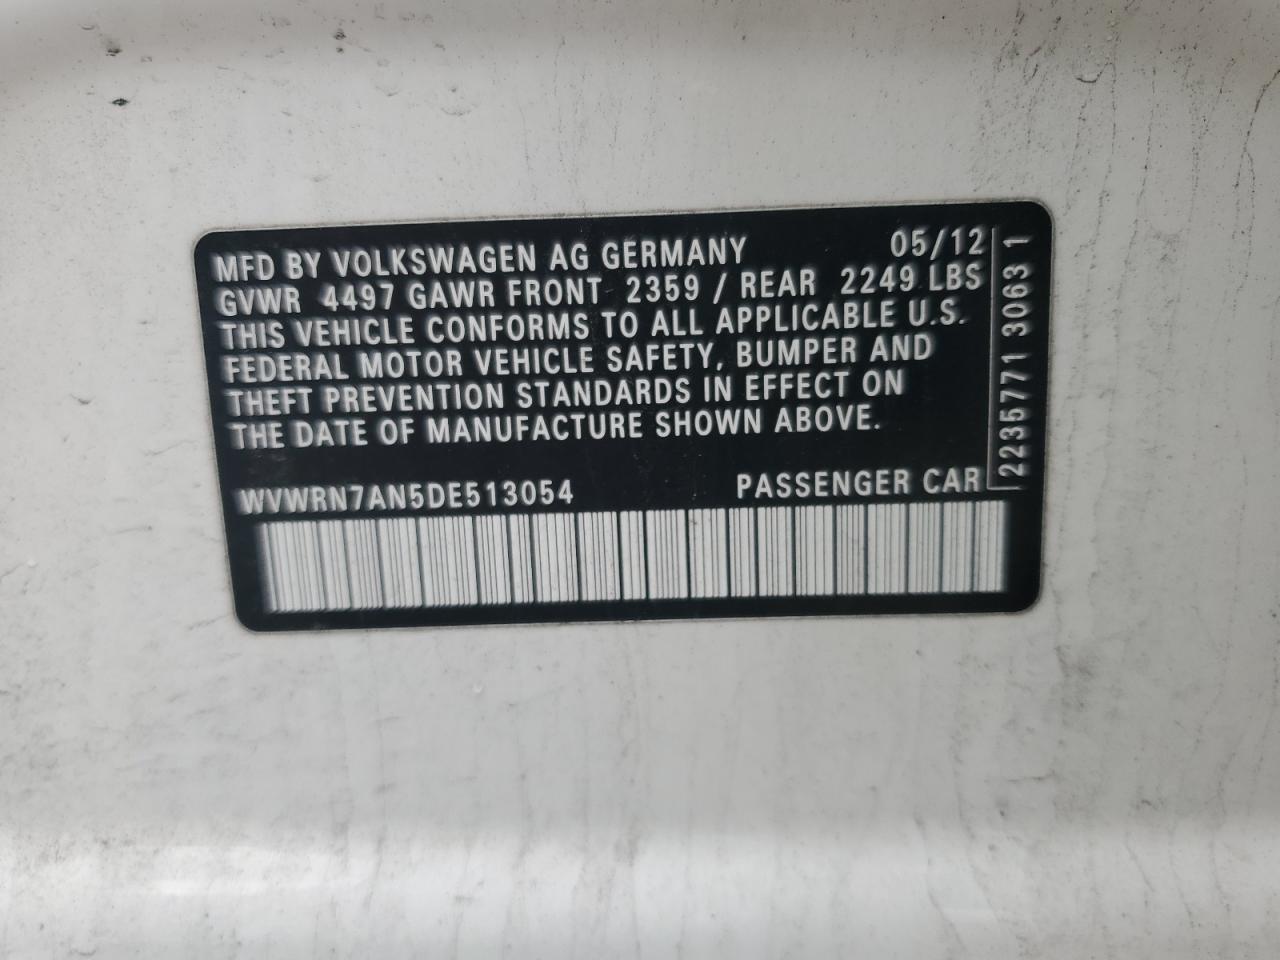 MFD BY VOLKSWAGEN AG GERMANY 05/12
GVWR 4497 GAWR FRONT 2359 / REAR 2249 LBS
THIS VEHICLE CONFORMS TO ALL APPLICABLE U.S.
FEDERAL MOTOR VEHICLE SAFETY, BUMPER AND
THEFT PREVENTION STANDARDS IN EFFECT ON
THE DATE OF MANUFACTURE SHOWN ABOVE.
WVWRN7AN5DE513054 PASSENGER CAR
2235771 3063 1